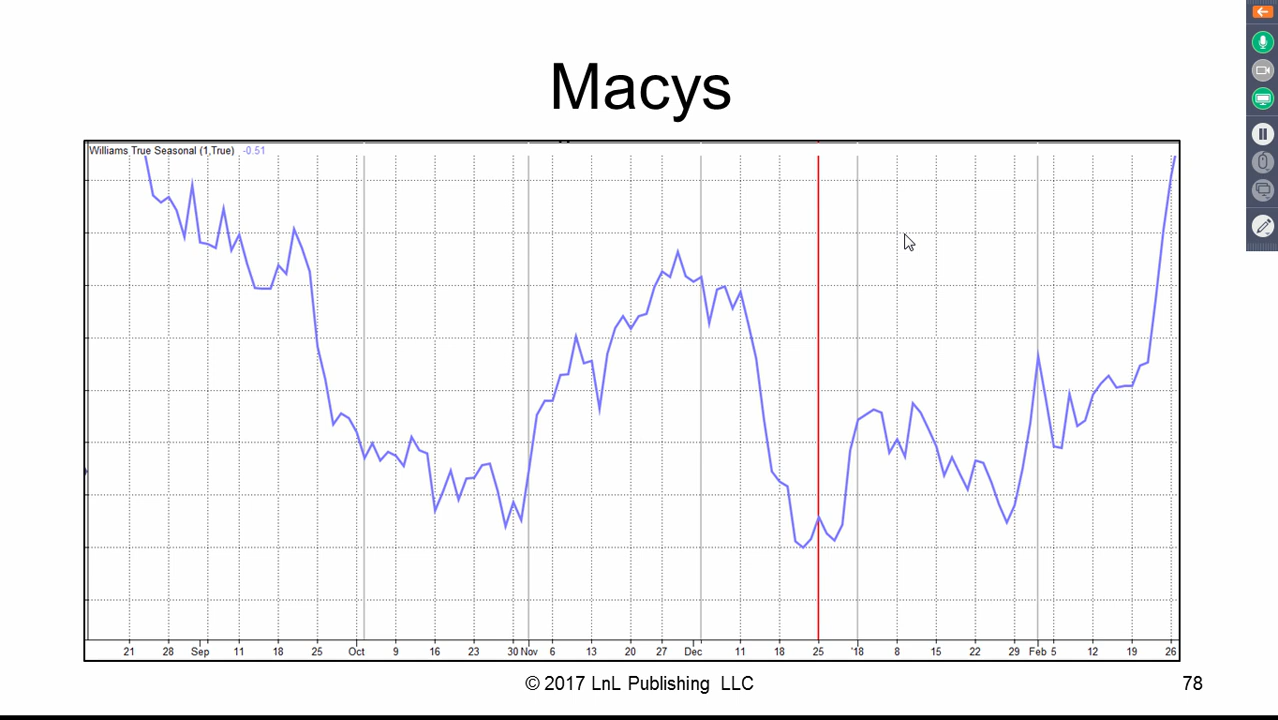 Macys
Williams True Seasonal (1,True) -0.51
21 28 Sep 11 18 25 Oct 9 16 23 30 Nov 6 13 20 27 Dec 11 18 25 '18 8 15 22 29 Feb 5 12 19 26
© 2017 LnL Publishing LLC 78